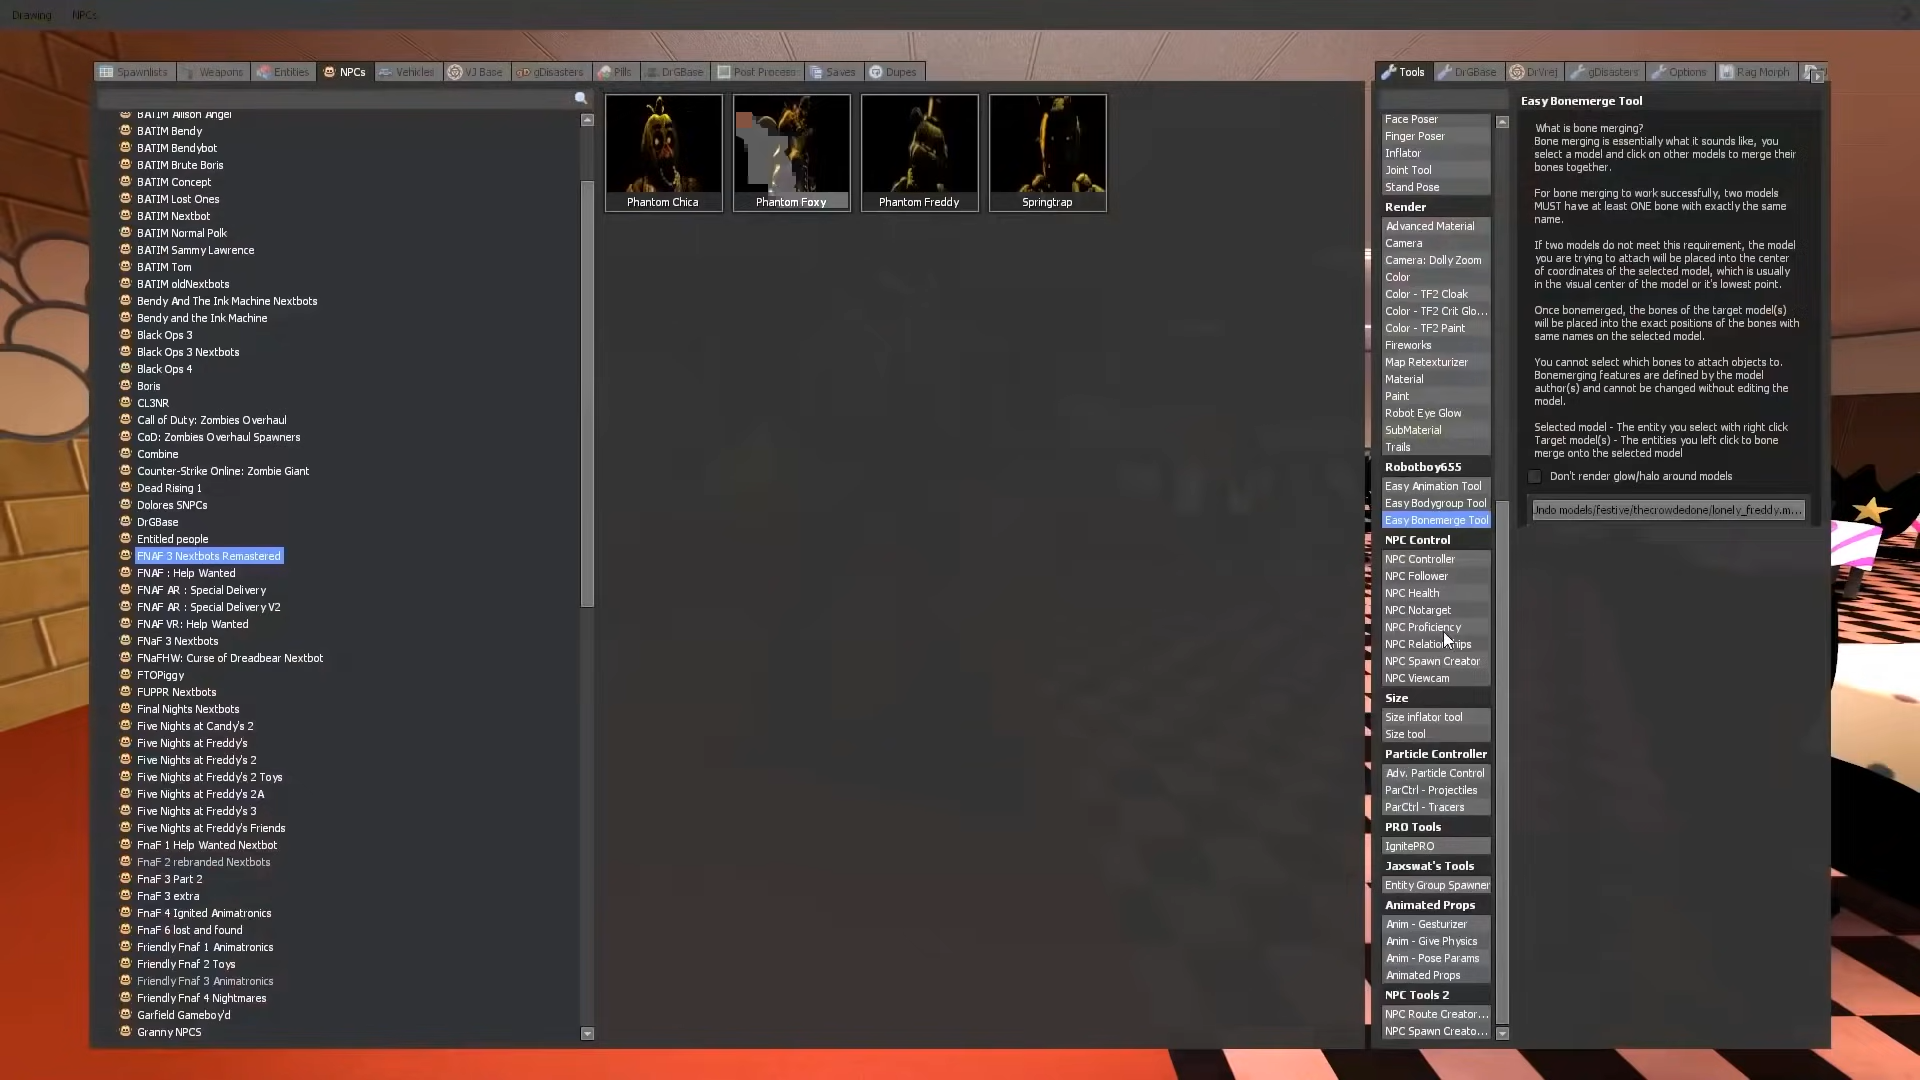 Drawing NPCs
Spawnlists Weapons Entities NPCs Vehicles VJ Base gDisasters Pills DrGBase Post Process Saves Dupes
BATIM Allison Angel
BATIM Bendy
BATIM Bendybot
BATIM Brute Boris
BATIM Concept
BATIM Lost Ones
BATIM Nextbot
BATIM Normal Polk
BATIM Sammy Lawrence
BATIM Tom
BATIM oldNextbots
Bendy And The Ink Machine Nextbots
Bendy and the Ink Machine
Black Ops 3
Black Ops 3 Nextbots
Black Ops 4
Boris
CL3NR
Call of Duty: Zombies Overhaul
CoD: Zombies Overhaul Spawners
Combine
Counter-Strike Online: Zombie Giant
Dead Rising 1
Dolores SNPCs
DrGBase
Entitled people
FNAF 3 Nextbots Remastered
FNAF : Help Wanted
FNAF AR : Special Delivery
FNAF AR : Special Delivery V2
FNAF VR: Help Wanted
FNaF 3 Nextbots
FNaFHW: Curse of Dreadbear Nextbot
FTOPiggy
FUPPR Nextbots
Final Nights Nextbots
Five Nights at Candy's 2
Five Nights at Freddy's
Five Nights at Freddy's 2
Five Nights at Freddy's 2 Toys
Five Nights at Freddy's 2A
Five Nights at Freddy's 3
Five Nights at Freddy's Friends
FnaF 1 Help Wanted Nextbot
FnaF 2 rebranded Nextbots
FnaF 3 Part 2
FnaF 3 extra
FnaF 4 Ignited Animatronics
FnaF 6 lost and found
Friendly Fnaf 1 Animatronics
Friendly Fnaf 2 Toys
Friendly Fnaf 3 Animatronics
Friendly Fnaf 4 Nightmares
Garfield Gameboy'd
Granny NPCS
Phantom Chica
Phantom Foxy
Phantom Freddy
Springtrap
Tools DrGBase DrVrej gDisasters Options Rag Morph
Face Poser
Finger Poser
Inflator
Joint Tool
Stand Pose
Render
Advanced Material
Camera
Camera: Dolly Zoom
Color
Color - TF2 Cloak
Color - TF2 Crit Glo...
Color - TF2 Paint
Fireworks
Map Retexturizer
Material
Paint
Robot Eye Glow
SubMaterial
Trails
Robotboy655
Easy Animation Tool
Easy Bodygroup Tool
Easy Bonemerge Tool
NPC Control
NPC Controller
NPC Follower
NPC Health
NPC Notarget
NPC Proficiency
NPC Relationships
NPC Spawn Creator
NPC Viewcam
Size
Size inflator tool
Size tool
Particle Controller
Adv. Particle Control
ParCtrl - Projectiles
ParCtrl - Tracers
PRO Tools
IgnitePRO
Jaxswat's Tools
Entity Group Spawner
Animated Props
Anim - Gesturizer
Anim - Give Physics
Anim - Pose Params
Animated Props
NPC Tools 2
NPC Route Creator...
NPC Spawn Creato...
Easy Bonemerge Tool
What is bone merging?
Bone merging is essentially what it sounds like, you
select a model and click on other models to merge their
bones together.
For bone merging to work successfully, two models
MUST have at least ONE bone with exactly the same
name.
If two models do not meet this requirement, the model
you are trying to attach will be placed into the center
of coordinates of the selected model, which is usually
in the visual center of the model or it's lowest point.
Once bonemerged, the bones of the target model(s)
will be placed into the exact positions of the bones with
same names on the selected model.
You cannot select which bones to attach objects to.
Bonemerging features are defined by the model
author(s) and cannot be changed without editing the
model.
Selected model - The entity you select with right click
Target model(s) - The entities you left click to bone
merge onto the selected model
Don't render glow/halo around models
Undo models/festive/thecrowdedone/lonely_freddy.m...